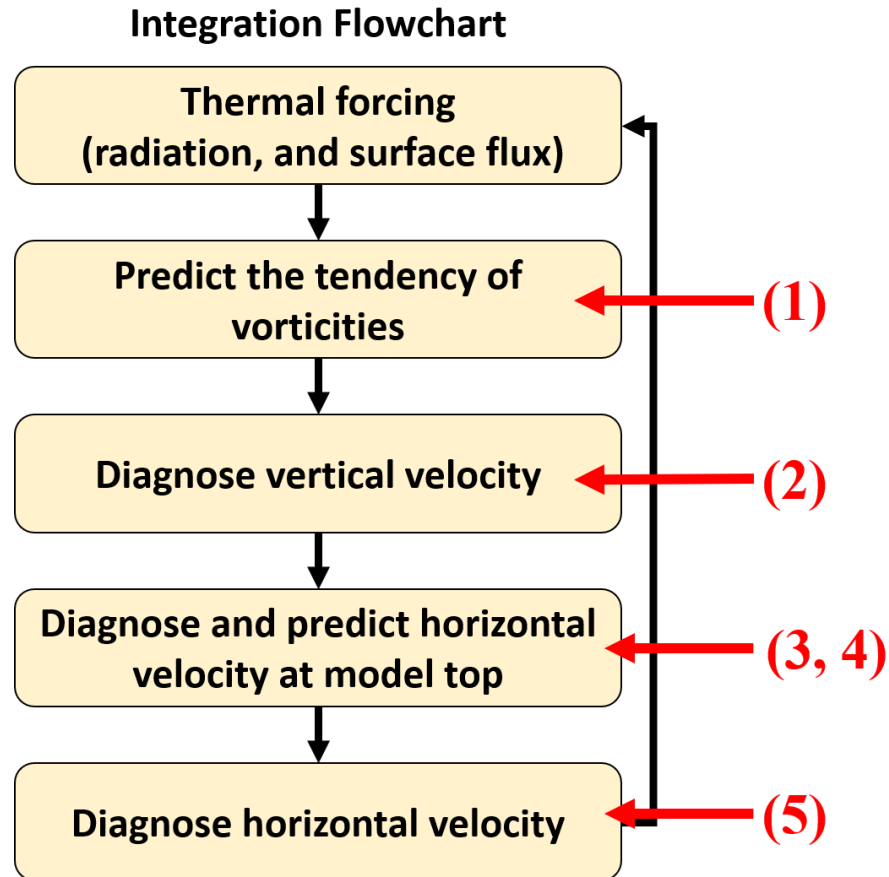 Integration Flowchart
Thermal forcing
(radiation, and surface flux)
Predict the tendency of
vorticities
(1)
Diagnose vertical velocity
(2)
Diagnose and predict horizontal
velocity at model top
(3, 4)
Diagnose horizontal velocity
(5)